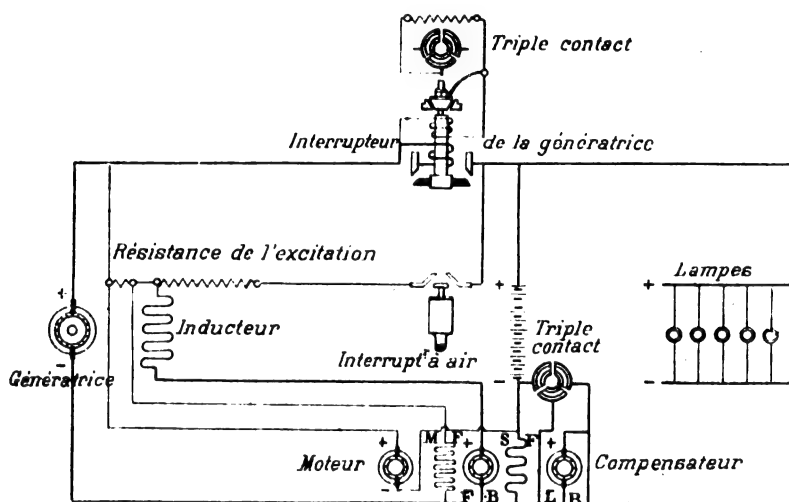 Triple contact
Interrupteur de la génératrice
Résistance de l'excitation
+ + Lampes
+
Inducteur
Triple
contact
Interrupt.r à air
-
Génératrice
- -
M F + S F +
+
Moteur
Compensateur
-
F B L B